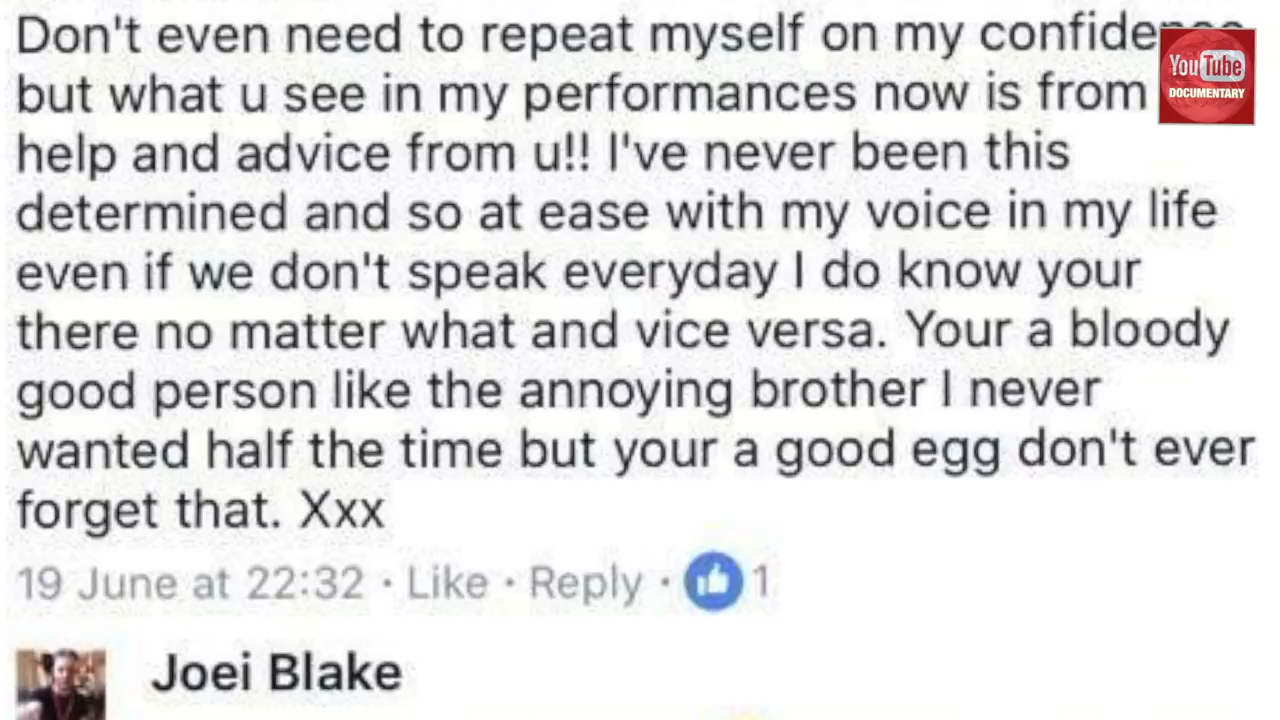 Don't even need to repeat myself on my
but what u see in my performances now is from
help and advice from u!! I've never been this
determined and so at ease with my voice in my life
even if we don't speak everyday I do know your
there no matter what and vice versa. Your a bloody
good person like the annoying brother I never
wanted half the time but your a good egg don't ever
forget that. Xxx
19 June at 22:32 · Like · Reply · 1
Joei Blake
YouTube
DOCUMENTARY